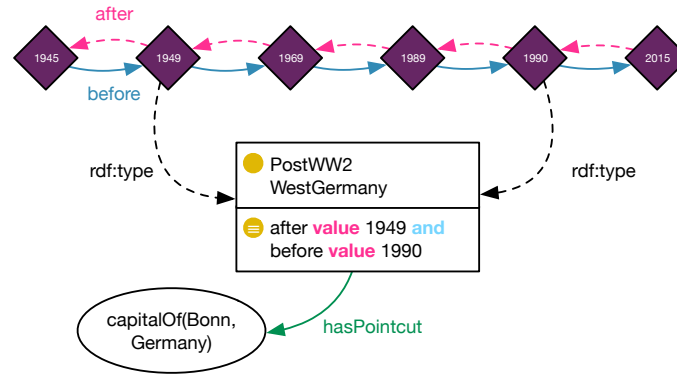 after
1945 1949 1969 1989 1990 2015
before
rdf:type
rdf:type
PostWW2
WestGermany
after value 1949 and
before value 1990
capitalOf(Bonn,
Germany)
hasPointcut